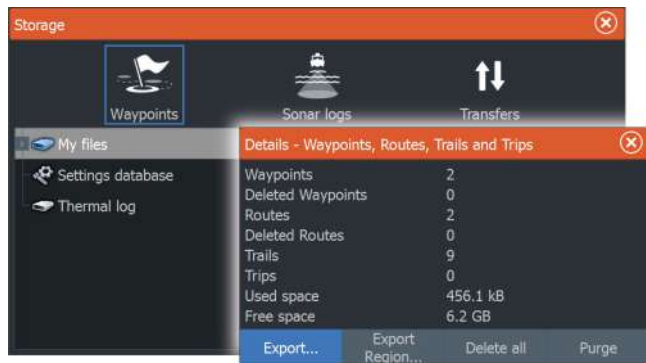 Storage
Waypoints Sonar logs Transfers
My files
Settings database
Thermal log
Details - Waypoints, Routes, Trails and Trips
Waypoints 2
Deleted Waypoints 0
Routes 2
Deleted Routes 0
Trails 9
Trips 0
Used space 456.1 kB
Free space 6.2 GB
Export... Export Region... Delete all Purge